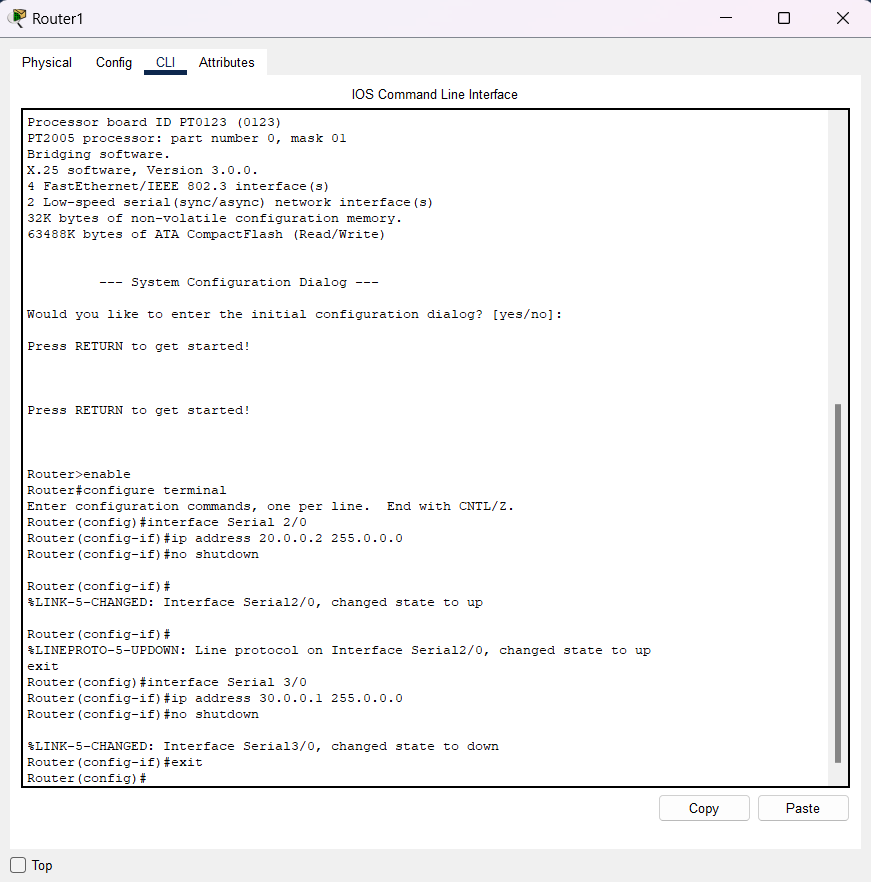 Router1
Physical Config CLI Attributes
IOS Command Line Interface
Processor board ID PT0123 (0123)
PT2005 processor: part number 0, mask 01
Bridging software.
X.25 software, Version 3.0.0.
4 FastEthernet/IEEE 802.3 interface(s)
2 Low-speed serial(sync/async) network interface(s)
32K bytes of non-volatile configuration memory.
63488K bytes of ATA CompactFlash (Read/Write)
--- System Configuration Dialog ---
Would you like to enter the initial configuration dialog? [yes/no]:
Press RETURN to get started!
Press RETURN to get started!
Router>enable
Router#configure terminal
Enter configuration commands, one per line.  End with CNTL/Z.
Router(config)#interface Serial 2/0
Router(config-if)#ip address 20.0.0.2 255.0.0.0
Router(config-if)#no shutdown
Router(config-if)#
%LINK-5-CHANGED: Interface Serial2/0, changed state to up
Router(config-if)#
%LINEPROTO-5-UPDOWN: Line protocol on Interface Serial2/0, changed state to up
exit
Router(config)#interface Serial 3/0
Router(config-if)#ip address 30.0.0.1 255.0.0.0
Router(config-if)#no shutdown
%LINK-5-CHANGED: Interface Serial3/0, changed state to down
Router(config-if)#exit
Router(config)#
Copy Paste
Top